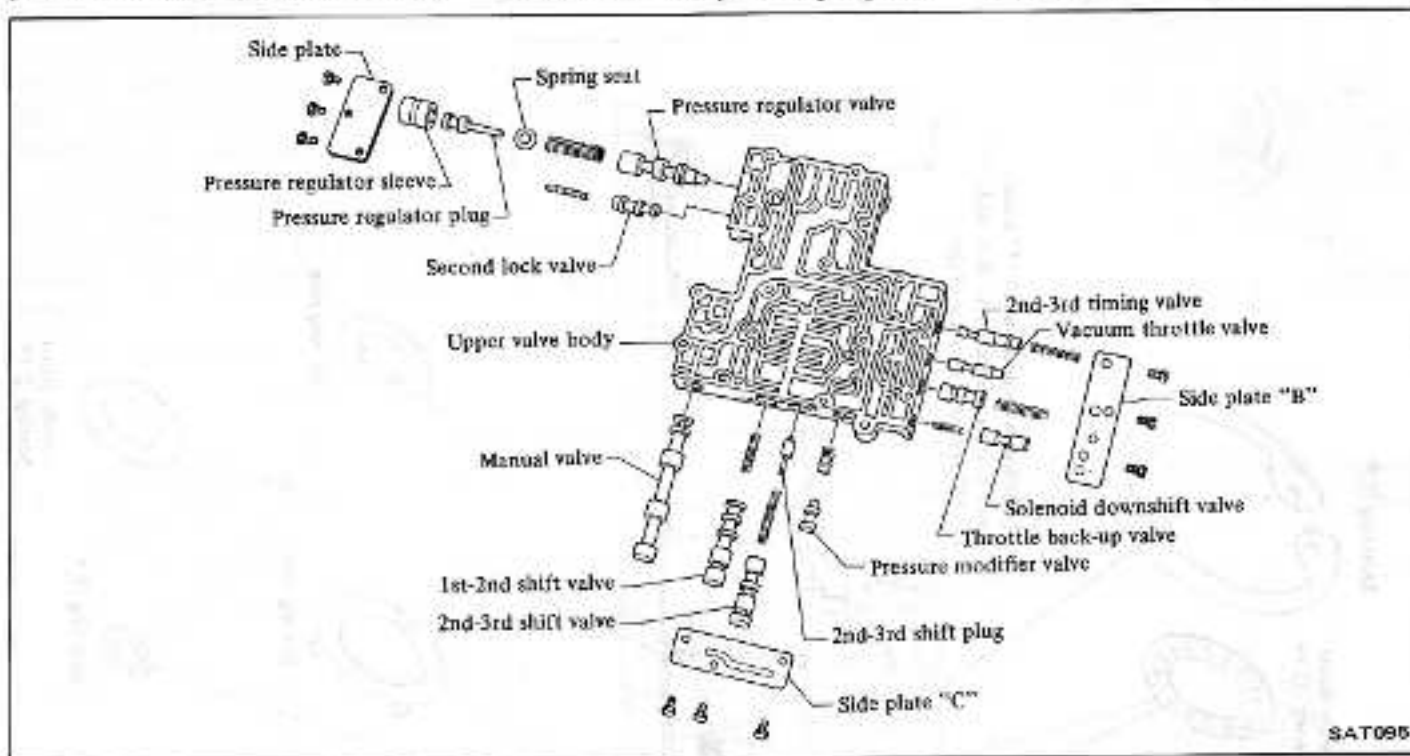 Side plate
Spring seat
Pressure regulator valve
Pressure regulator sleeve
Pressure regulator plug
Second lock valve
Upper valve body
2nd-3rd timing valve
Vacuum throttle valve
Side plate "B"
Manual valve
Solenoid downshift valve
Throttle back-up valve
Pressure modifier valve
1st-2nd shift valve
2nd-3rd shift valve
2nd-3rd shift plug
Side plate "C"
SAT095